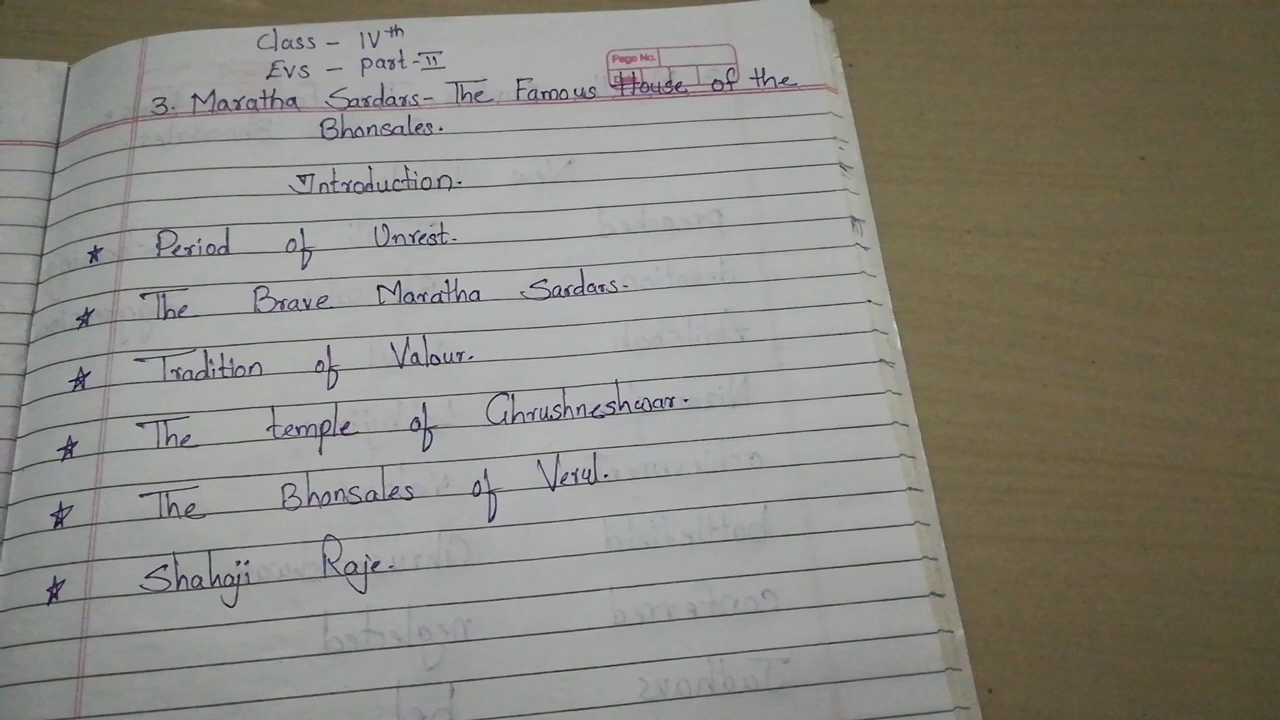 Class - IVth
EVS - Part-II
Page No.
3. Maratha Sardars- The Famous House of the
Bhonsales.
Introduction.
★ Period of Unrest.
★ The Brave Maratha Sardars.
★ Tradition of Valour.
★ The temple of Ghrushneshwar.
★ The Bhonsales of Verul.
★ Shahaji Raje.